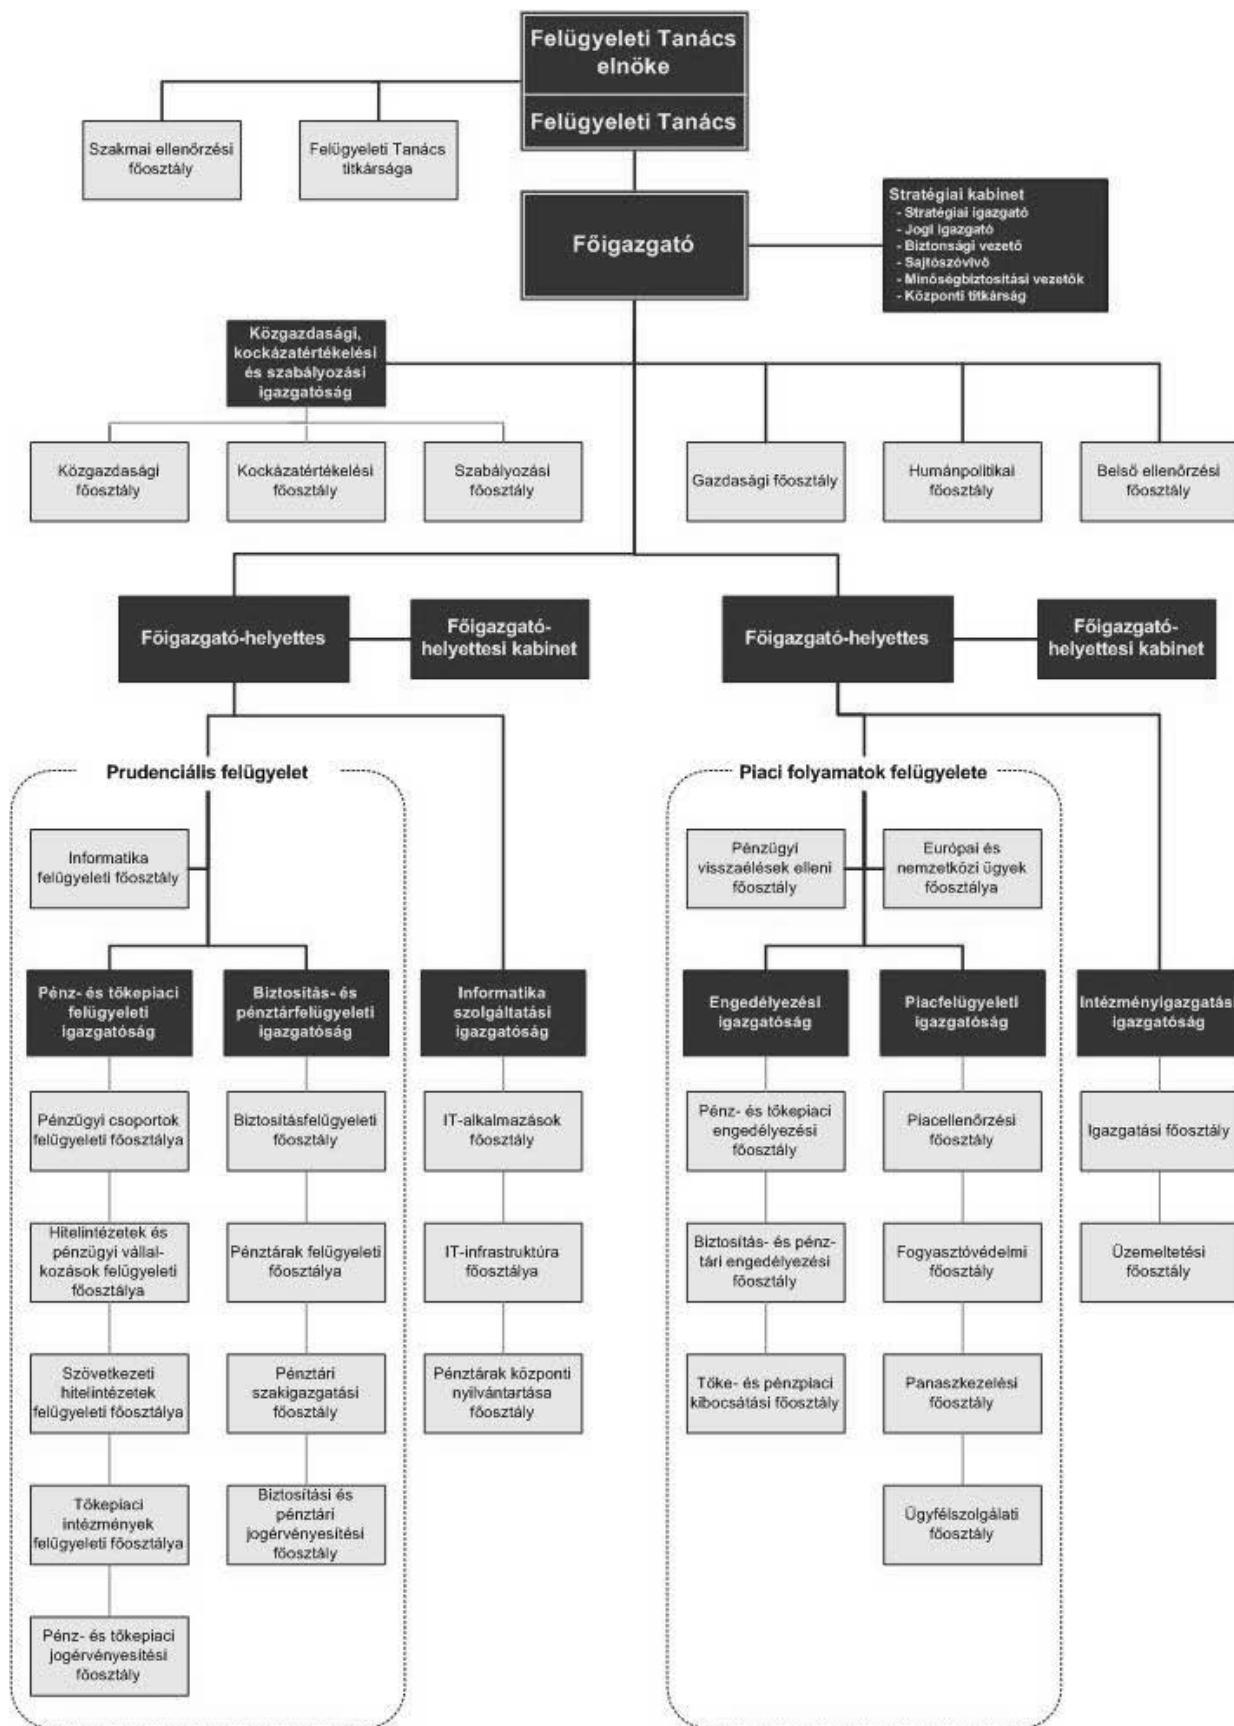 Felügyeleti Tanács
elnöke
Felügyeleti Tanács
Szakmai ellenőrzési
főosztály
Felügyeleti Tanács
titkársága
Főigazgató
Stratégiai kabinet
- Stratégiai igazgató
- Jogi igazgató
- Biztonsági vezető
- Sajtószóvivő
- Minőségbiztosítási vezetők
- Központi titkárság
Közgazdasági,
kockázatértékelési
és szabályozási
igazgatóság
Közgazdasági
főosztály
Kockázatértékelési
főosztály
Szabályozási
főosztály
Gazdasági főosztály
Humánpolitikai
főosztály
Belső ellenőrzési
főosztály
Főigazgató-helyettes
Főigazgató-
helyettesi kabinet
Főigazgató-helyettes
Főigazgató-
helyettesi kabinet
Prudenciális felügyelet
Informatika
felügyeleti főosztály
Pénz- és tőkepiaci
felügyeleti
igazgatóság
Pénzügyi csoportok
felügyeleti főosztálya
Hitelintézetek és
pénzügyi vállal-
kozások felügyeleti
főosztálya
Szövetkezeti
hitelintézetek
felügyeleti főosztálya
Tőkepiaci
intézmények
felügyeleti főosztálya
Pénz- és tőkepiaci
jogérvényesítési
főosztály
Biztosítás- és
pénztárfelügyeleti
igazgatóság
Biztosításfelügyeleti
főosztály
Pénztárak felügyeleti
főosztálya
Pénztári
szakigazgatási
főosztály
Biztosítási és
pénztári
jogérvényesítési
főosztály
Informatika
szolgáltatási
igazgatóság
IT-alkalmazások
főosztály
IT-infrastruktúra
főosztálya
Pénztárak központi
nyilvántartása
főosztály
Piaci folyamatok felügyelete
Pénzügyi
visszaélések elleni
főosztály
Európai és
nemzetközi ügyek
főosztálya
Engedélyezési
igazgatóság
Pénz- és tőkepiaci
engedélyezési
főosztály
Biztosítás- és pénz-
tári engedélyezési
főosztály
Tőke- és pénzpiaci
kibocsátási főosztály
Piacfelügyeleti
igazgatóság
Piacellenőrzési
főosztály
Fogyasztóvédelmi
főosztály
Panaszkezelési
főosztály
Ügyfélszolgálati
főosztály
Intézményigazgatási
igazgatóság
Igazgatási főosztály
Üzemeltetési
főosztály